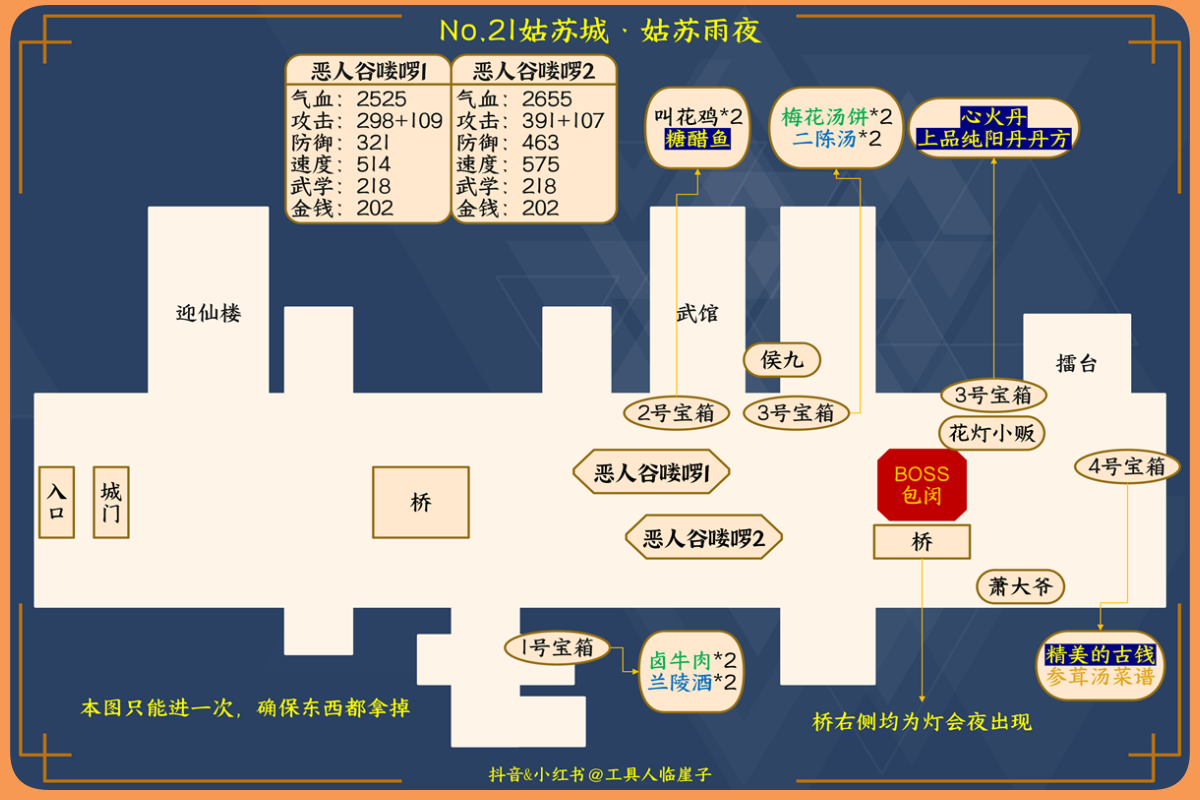 No.21姑苏城·姑苏雨夜
恶人谷喽啰1
气血：2525
攻击：298+109
防御：321
速度：514
武学：218
金钱：202
恶人谷喽啰2
气血：2655
攻击：391+107
防御：463
速度：575
武学：218
金钱：202
叫花鸡*2
糖醋鱼
梅花汤饼*2
二陈汤*2
心火丹
上品纯阳丹丹方
迎仙楼
武馆
侯九
擂台
2号宝箱
3号宝箱
3号宝箱
花灯小贩
4号宝箱
入口
城门
桥
恶人谷喽啰1
恶人谷喽啰2
BOSS
包闵
桥
萧大爷
1号宝箱
卤牛肉*2
兰陵酒*2
精美的古钱
参茸汤菜谱
本图只能进一次，确保东西都拿掉
桥右侧均为灯会夜出现
抖音&小红书@工具人临崖子